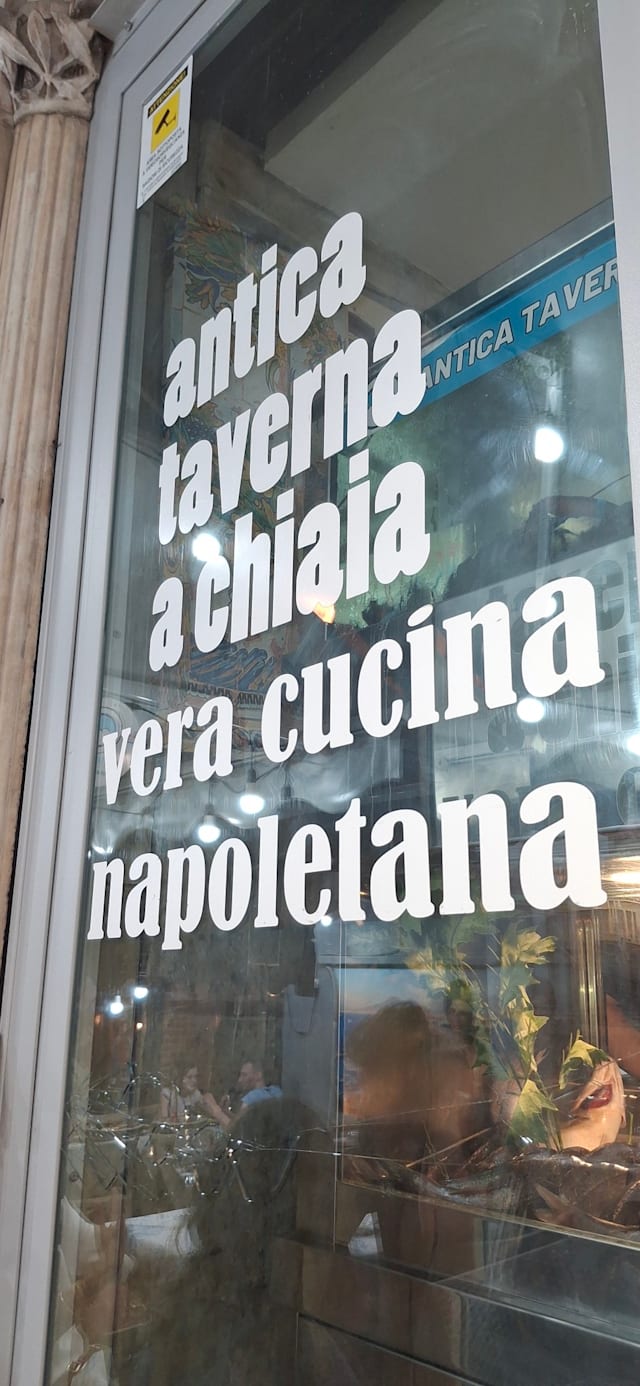 antica
taverna
a chiaia
vera cucina
napoletana
ANTICA TAVER